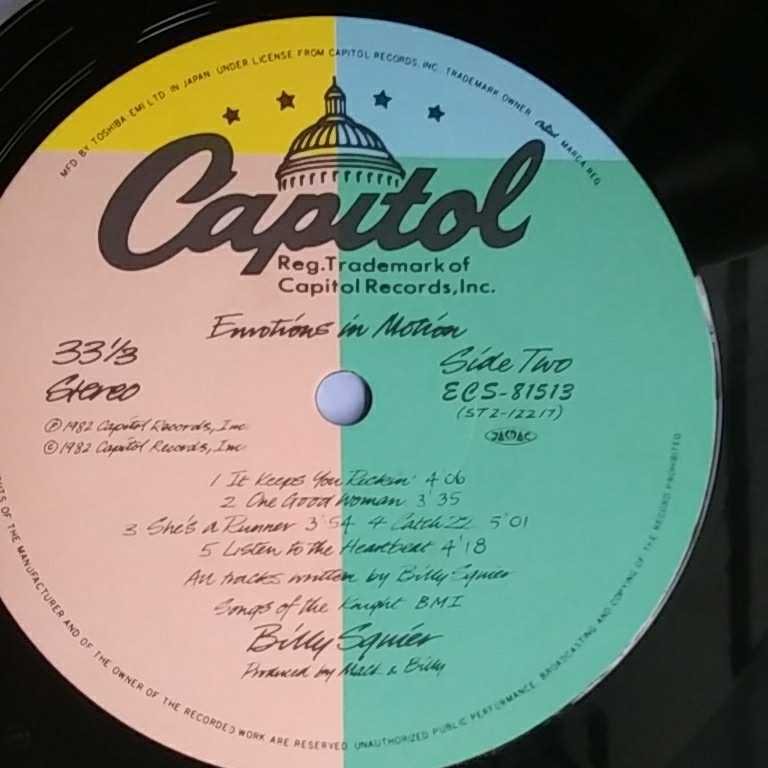 MFD. BY TOSHIBA-EMI LTD. IN JAPAN UNDER LICENSE FROM CAPITOL RECORDS, INC. TRADEMARK OWNER. Capitol MARCA REG.
Capitol
Reg. Trademark of
Capitol Records, Inc.
Emotions in Motion
33 1/3
Stereo
Side Two
ECS-81513
(ST2-12217)
JASRAC
Ⓟ 1982 Capitol Records, Inc.
© 1982 Capitol Records, Inc.
1 It Keeps You Rockin' 4'06
2 One Good Woman 3'35
3 She's a Runner 3'54 4 Catch 22 5'01
5 Listen to the Heartbeat 4'18
All tracks written by Billy Squier
Songs of the Knight BMI
Billy Squier
Produced by Mack & Billy
OF THE MANUFACTURER AND OF THE OWNER OF THE RECORDED WORK ARE RESERVED UNAUTHORIZED PUBLIC PERFORMANCE, BROADCASTING AND COPYING OF THE RECORD PROHIBITED